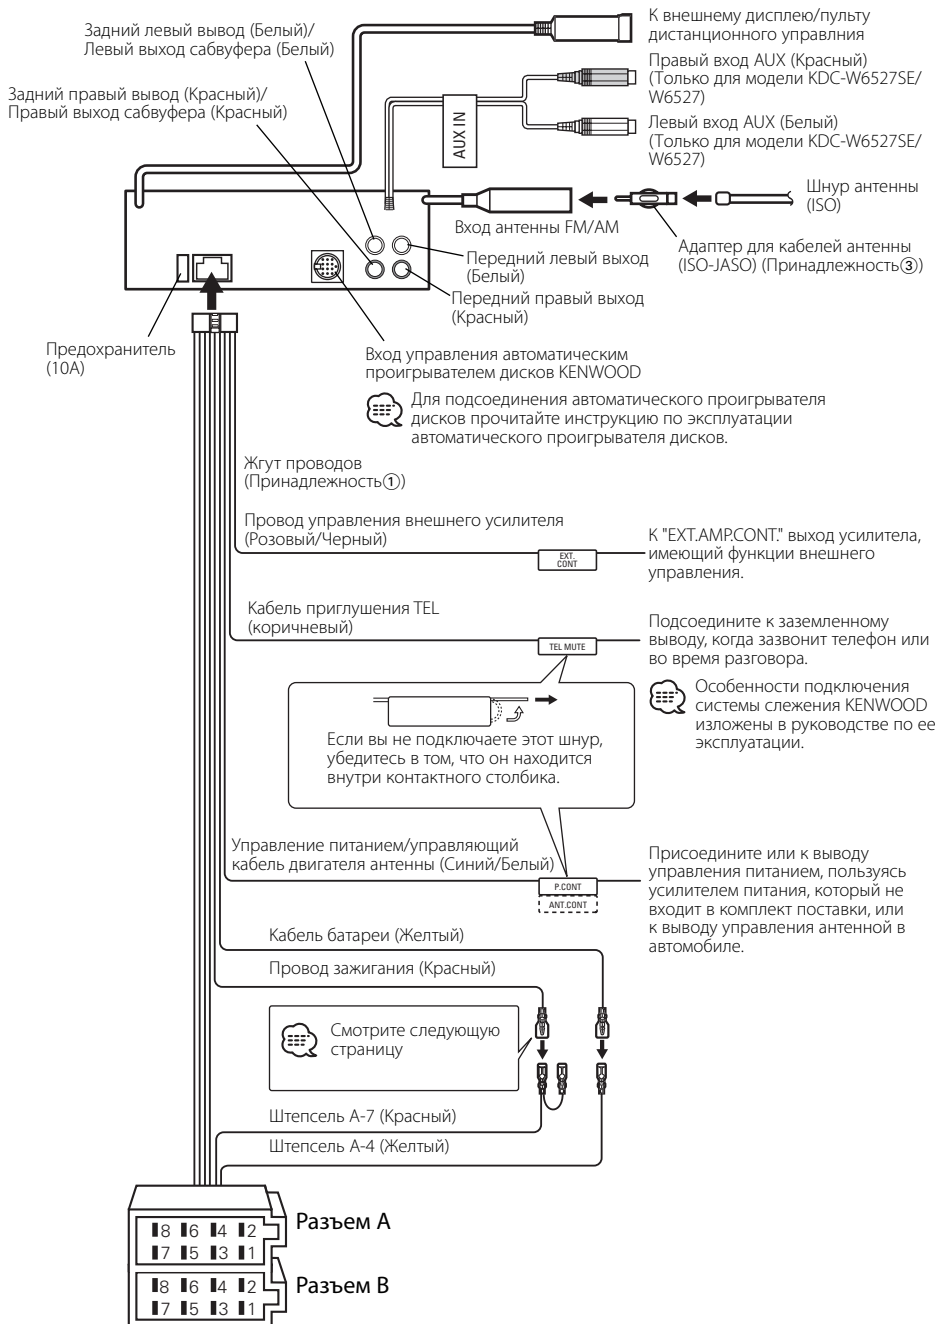 Задний левый вывод (Белый)/
Левый выход сабвуфера (Белый)
К внешнему дисплею/пульту
дистанционого управлния
Правый вход AUX (Красный)
(Только для модели KDC-W6527SE/
W6527)
Задний правый вывод (Красный)/
Правый выход сабвуфера (Красный)
AUX IN
Левый вход AUX (Белый)
(Только для модели KDC-W6527SE/
W6527)
Шнур антенны
(ISO)
Вход антенны FM/AM
Адаптер для кабелей антенны
(ISO-JASO) (Принадлежность③)
Передний левый выход
(Белый)
Передний правый выход
(Красный)
Предохранитель
(10A)
Вход управления автоматическим
проигрывателем дисков KENWOOD
Для подсоединения автоматического проигрывателя
дисков прочитайте инструкцию по эксплуатации
автоматического проигрывателя дисков.
Жгут проводов
(Принадлежность①)
Провод управления внешнего усилителя
(Розовый/Черный)
EXT.
CONT
К "EXT.AMP.CONT." выход усилитела,
имеющий функции внешнего
управления.
Кабель приглушения TEL
(коричневый)
TEL MUTE
Подсоедините к заземленному
выводу, когда зазвонит телефон или
во время разговора.
Особенности подключения
системы слежения KENWOOD
изложены в руководстве по ее
эксплуатации.
Если вы не подключаете этот шнур,
убедитесь в том, что он находится
внутри контактного столбика.
Управление питанием/управляющий
кабель двигателя антенны (Синий/Белый)
P.CONT
ANT.CONT
Присоедините или к выводу
управления питанием, пользуясь
усилителем питания, который не
входит в комплект поставки, или
к выводу управления антенной в
автомобиле.
Кабель батареи (Желтый)
Провод зажигания (Красный)
Смотрите следующую
страницу
Штепсель А-7 (Красный)
Штепсель А-4 (Желтый)
Разъем А
8 6 4 2
7 5 3 1
Разъем В
8 6 4 2
7 5 3 1